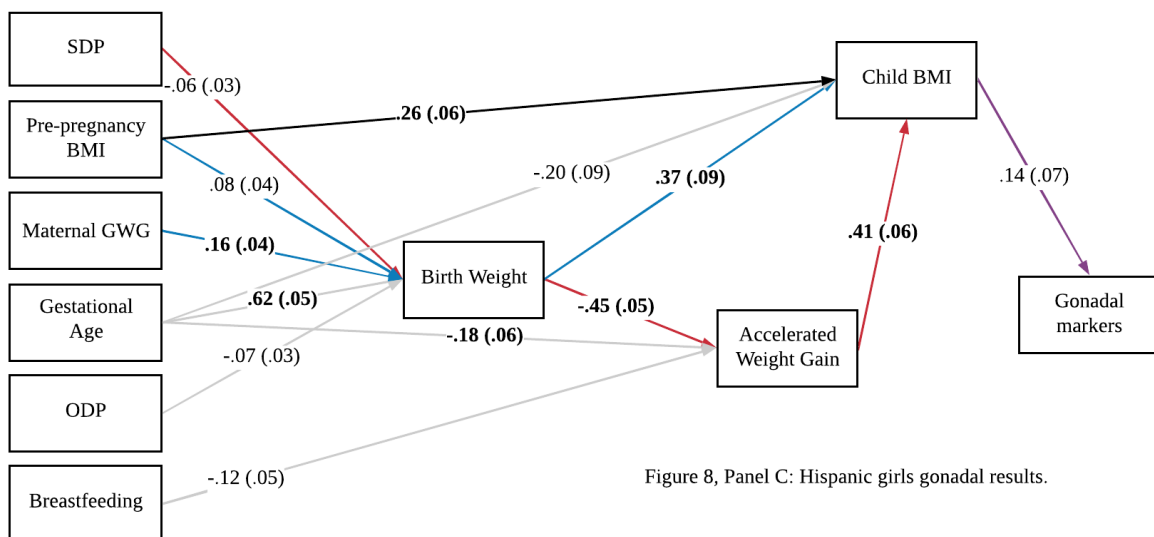 SDP
-.06 (.03)
Pre-pregnancy
BMI
.26 (.06)
Child BMI
.08 (.04)
-.20 (.09)
.37 (.09)
.14 (.07)
Maternal GWG
.16 (.04)
.41 (.06)
Birth Weight
Gestational
Age
.62 (.05)
-.45 (.05)
-.18 (.06)
Gonadal
markers
Accelerated
Weight Gain
-.07 (.03)
ODP
-.12 (.05)
Breastfeeding
Figure 8, Panel C: Hispanic girls gonadal results.